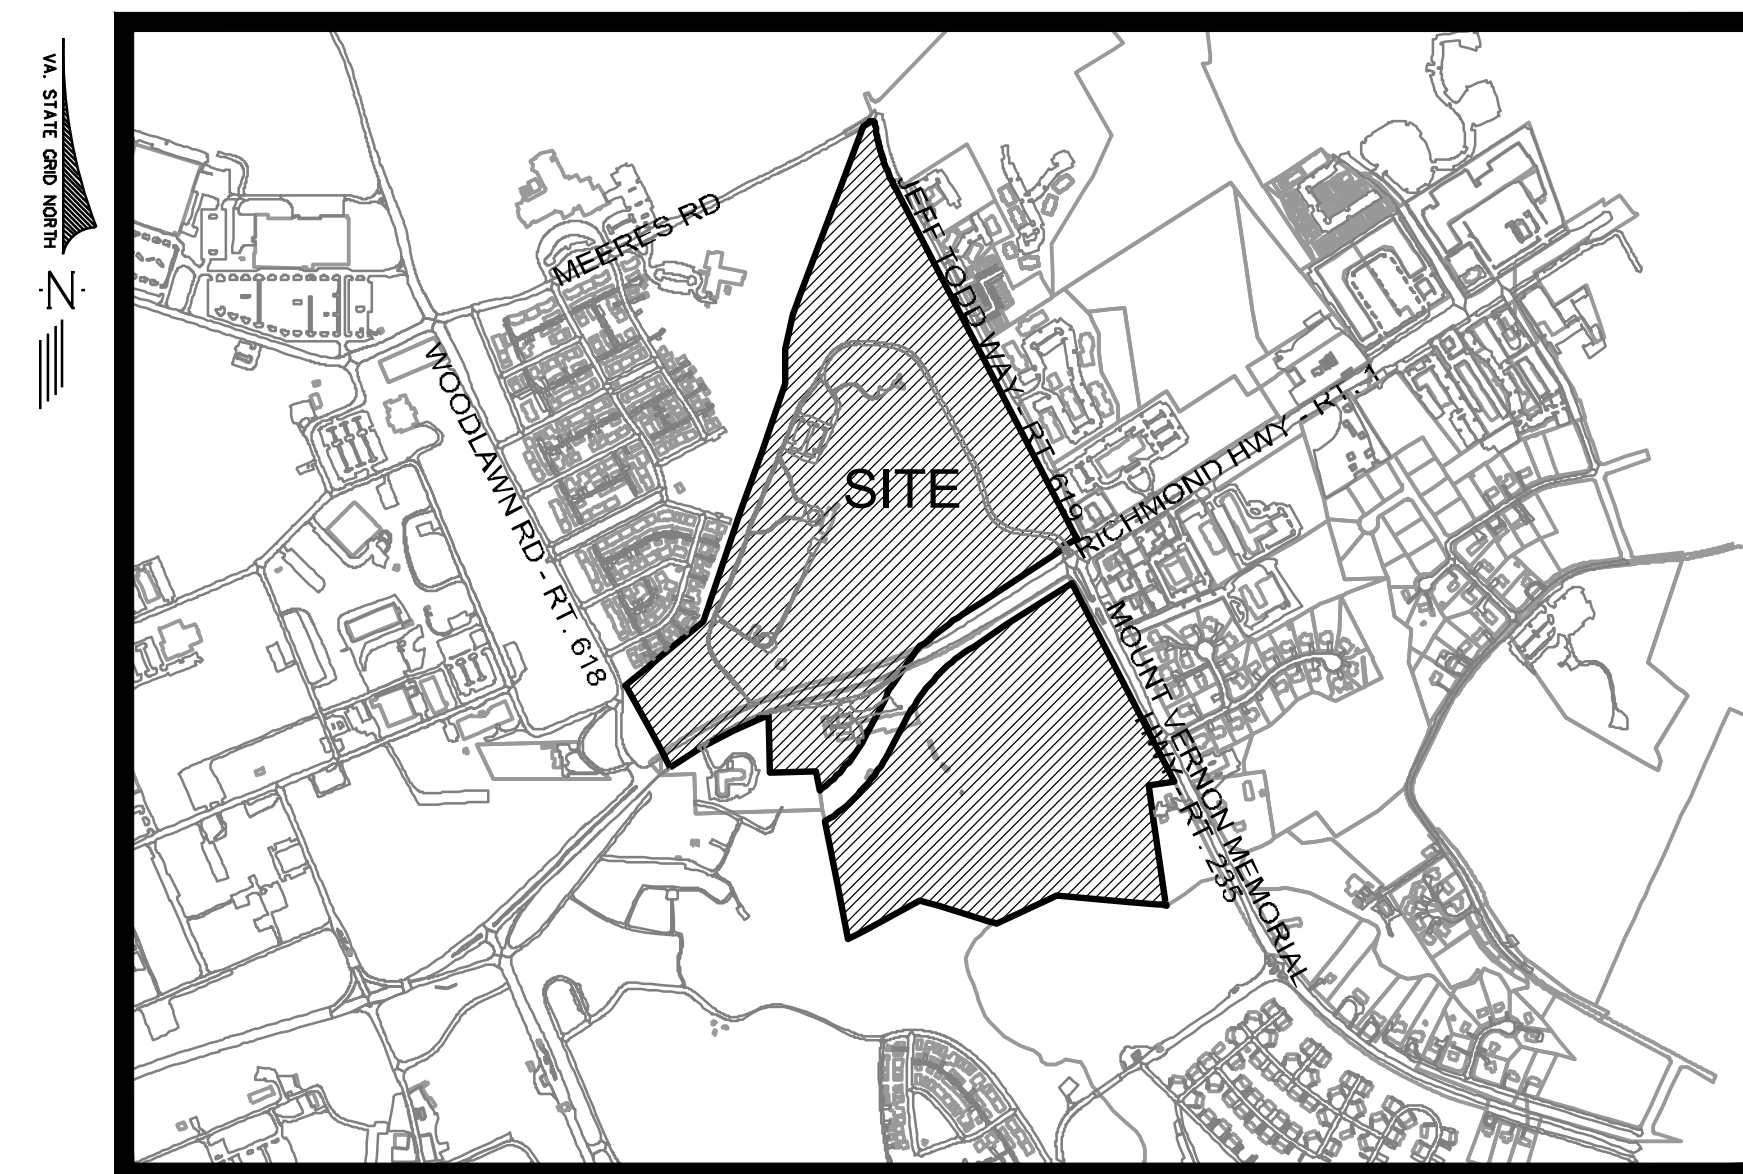 VA. STATE GRID NORTH
N
MEERES RD
JEFF TODD WAY - RT. 619
WOODLAWN RD - RT. 618
SITE
RICHMOND HWY - RT. 1
MOUNT VERNON MEMORIAL
HWY - RT. 235